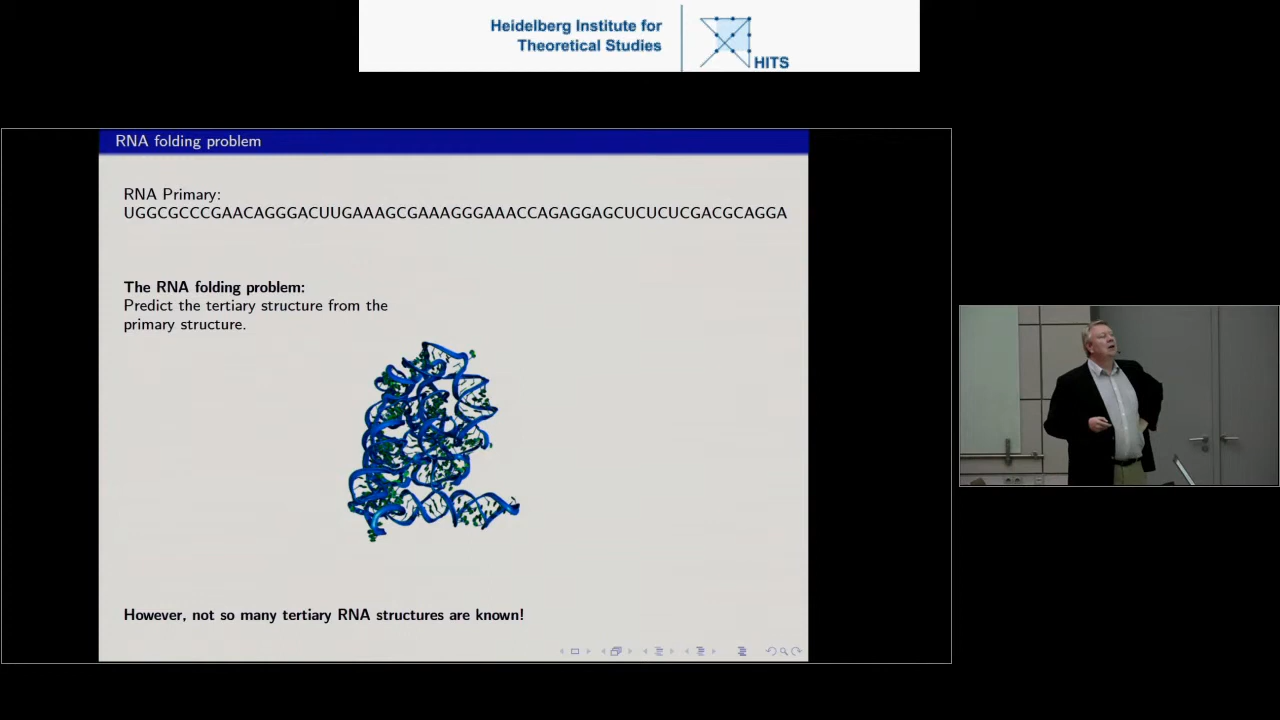 Heidelberg Institute for
Theoretical Studies
HITS
RNA folding problem
RNA Primary:
UGGCGCCCGAACAGGGACUUGAAAGCGAAAGGGAAACCAGAGGAGCUCUCUCGACGCAGGA
The RNA folding problem:
Predict the tertiary structure from the
primary structure.
However, not so many tertiary RNA structures are known!